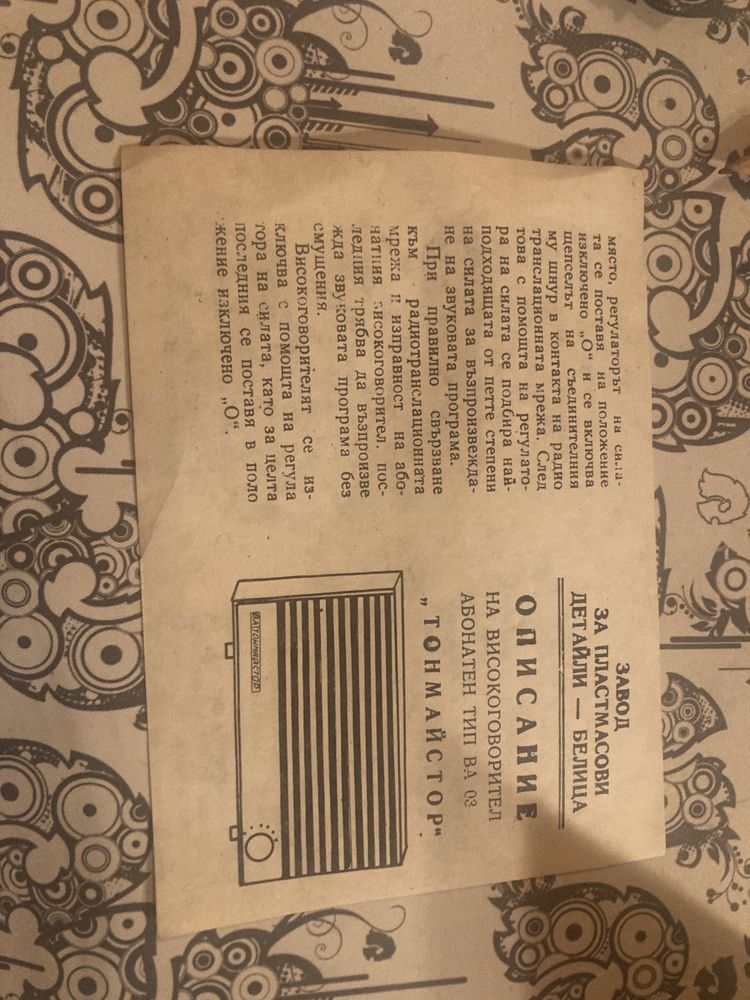 място, регулаторът на сила-
та се поставя на положение
изключено „О“ и се включва
щепселът на съединителния
му шнур в контакта на радио
транслационната мрежа. След
това с помощта на регулато-
ра на силата се подбира най-
подходящата от петте степени
на силата за възпроизвежда-
не на звуковата програма.
При правилно свързване
към радиотранслационната
мрежа и изправност на або-
натния високоговорител. пос-
ледния трябва да възпроизве
жда звуковата програма без
смущения.
Високоговорителят се из-
ключва с помощта на регула
тора на силата, като за целта
последния се поставя в поло
жение изключено „О“.
ЗАВОД
ЗА ПЛАСТМАСОВИ
ДЕТАЙЛИ — БЕЛИЦА
ОПИСАНИЕ
НА ВИСОКОГОВОРИТЕЛ
АБОНАТЕН ТИП ВА 03
„ТОНМАЙСТОР“
ВА ТОНМАЙСТОР